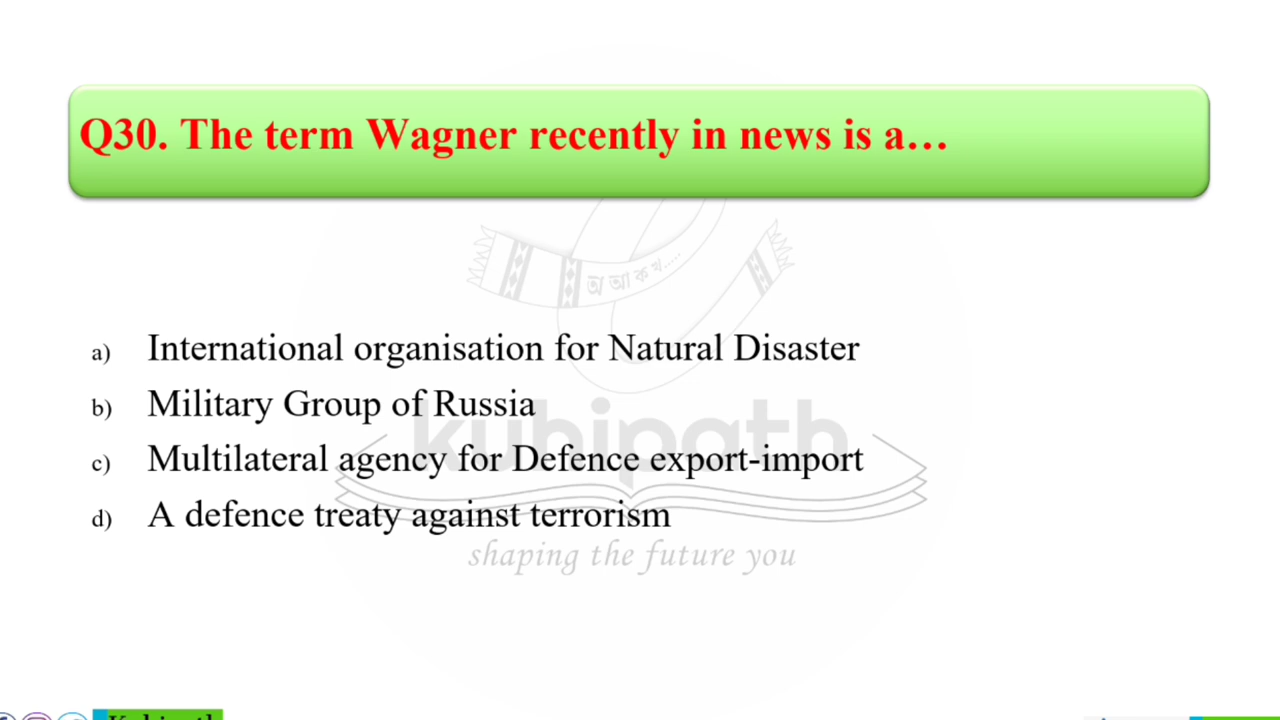 Q30. The term Wagner recently in news is a…
অ আ ক খ.....
a) International organisation for Natural Disaster
b) Military Group of Russia
kuhipath
c) Multilateral agency for Defence export-import
d) A defence treaty against terrorism
shaping the future you